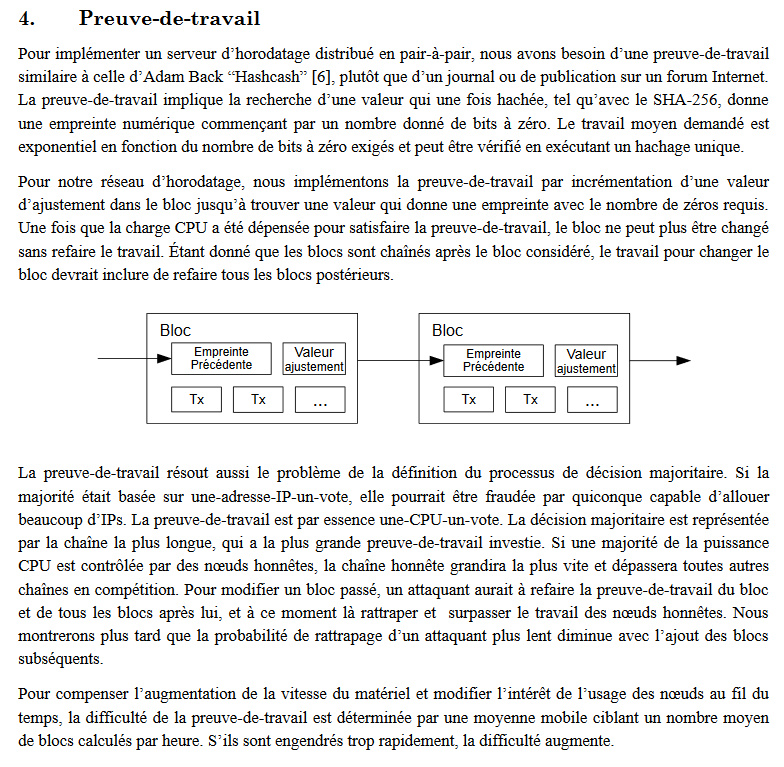 4. Preuve-de-travail
Pour implémenter un serveur d’horodatage distribué en pair-à-pair, nous avons besoin d’une preuve-de-travail
similaire à celle d’Adam Back “Hashcash” [6], plutôt que d’un journal ou de publication sur un forum Internet.
La preuve-de-travail implique la recherche d’une valeur qui une fois hachée, tel qu’avec le SHA-256, donne
une empreinte numérique commençant par un nombre donné de bits à zéro. Le travail moyen demandé est
exponentiel en fonction du nombre de bits à zéro exigés et peut être vérifié en exécutant un hachage unique.
Pour notre réseau d’horodatage, nous implémentons la preuve-de-travail par incrémentation d’une valeur
d’ajustement dans le bloc jusqu’à trouver une valeur qui donne une empreinte avec le nombre de zéros requis.
Une fois que la charge CPU a été dépensée pour satisfaire la preuve-de-travail, le bloc ne peut plus être changé
sans refaire le travail. Étant donné que les blocs sont chaînés après le bloc considéré, le travail pour changer le
bloc devrait inclure de refaire tous les blocs postérieurs.
Bloc
Empreinte
Précédente
Valeur
ajustement
Tx
Tx
...
Bloc
Empreinte
Précédente
Valeur
ajustement
Tx
Tx
...
La preuve-de-travail résout aussi le problème de la définition du processus de décision majoritaire. Si la
majorité était basée sur une-adresse-IP-un-vote, elle pourrait être fraudée par quiconque capable d’allouer
beaucoup d’IPs. La preuve-de-travail est par essence une-CPU-un-vote. La décision majoritaire est représentée
par la chaîne la plus longue, qui a la plus grande preuve-de-travail investie. Si une majorité de la puissance
CPU est contrôlée par des nœuds honnêtes, la chaîne honnête grandira la plus vite et dépassera toutes autres
chaînes en compétition. Pour modifier un bloc passé, un attaquant aurait à refaire la preuve-de-travail du bloc
et de tous les blocs après lui, et à ce moment là rattraper et surpasser le travail des nœuds honnêtes. Nous
montrerons plus tard que la probabilité de rattrapage d’un attaquant plus lent diminue avec l’ajout des blocs
subséquents.
Pour compenser l’augmentation de la vitesse du matériel et modifier l’intérêt de l’usage des nœuds au fil du
temps, la difficulté de la preuve-de-travail est déterminée par une moyenne mobile ciblant un nombre moyen
de blocs calculés par heure. S’ils sont engendrés trop rapidement, la difficulté augmente.